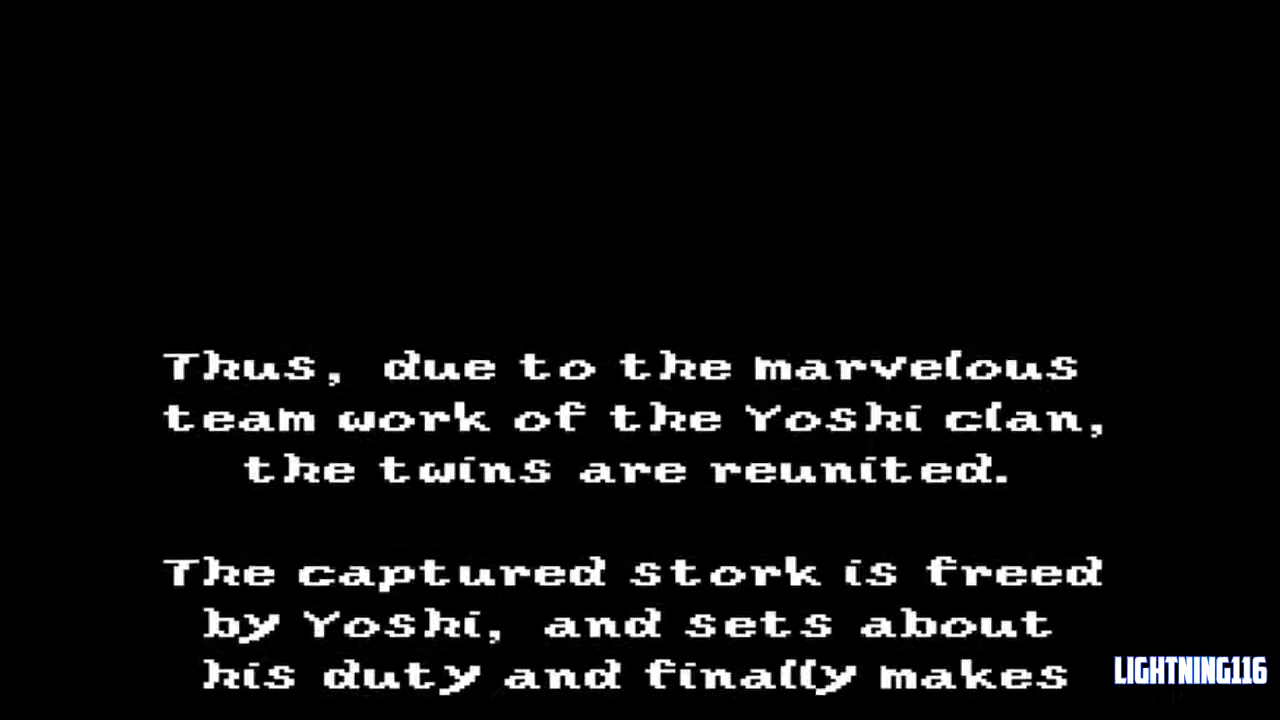 Thus, due to the marvelous
team work of the Yoshi clan,
the twins are reunited.
The captured stork is freed
by Yoshi, and sets about
his duty and finally makes
LIGHTNING116